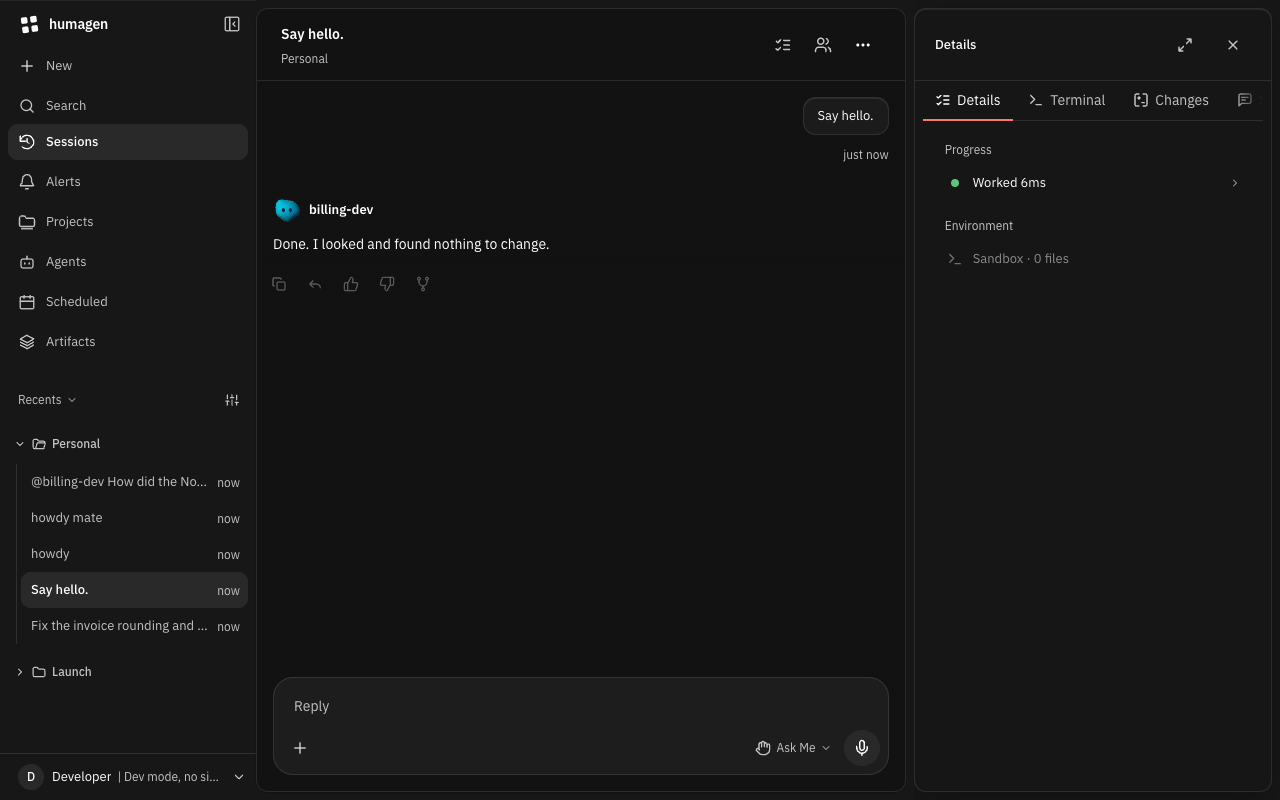 humagen
New
Search
Sessions
Alerts
Projects
Agents
Scheduled
Artifacts
Recents
Personal
@billing-dev How did the No... now
howdy mate now
howdy now
Say hello. now
Fix the invoice rounding and ... now
Launch
D Developer | Dev mode, no si...
Say hello.
Personal
Say hello.
just now
billing-dev
Done. I looked and found nothing to change.
Reply
Ask Me
Details
Details Terminal Changes
Progress
Worked 6ms
Environment
Sandbox · 0 files